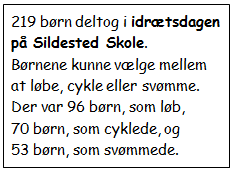 219 børn deltog i idrætsdagen
på Sildested Skole.
Børnene kunne vælge mellem
at løbe, cykle eller svømme.
Der var 96 børn, som løb,
70 børn, som cyklede, og
53 børn, som svømmede.